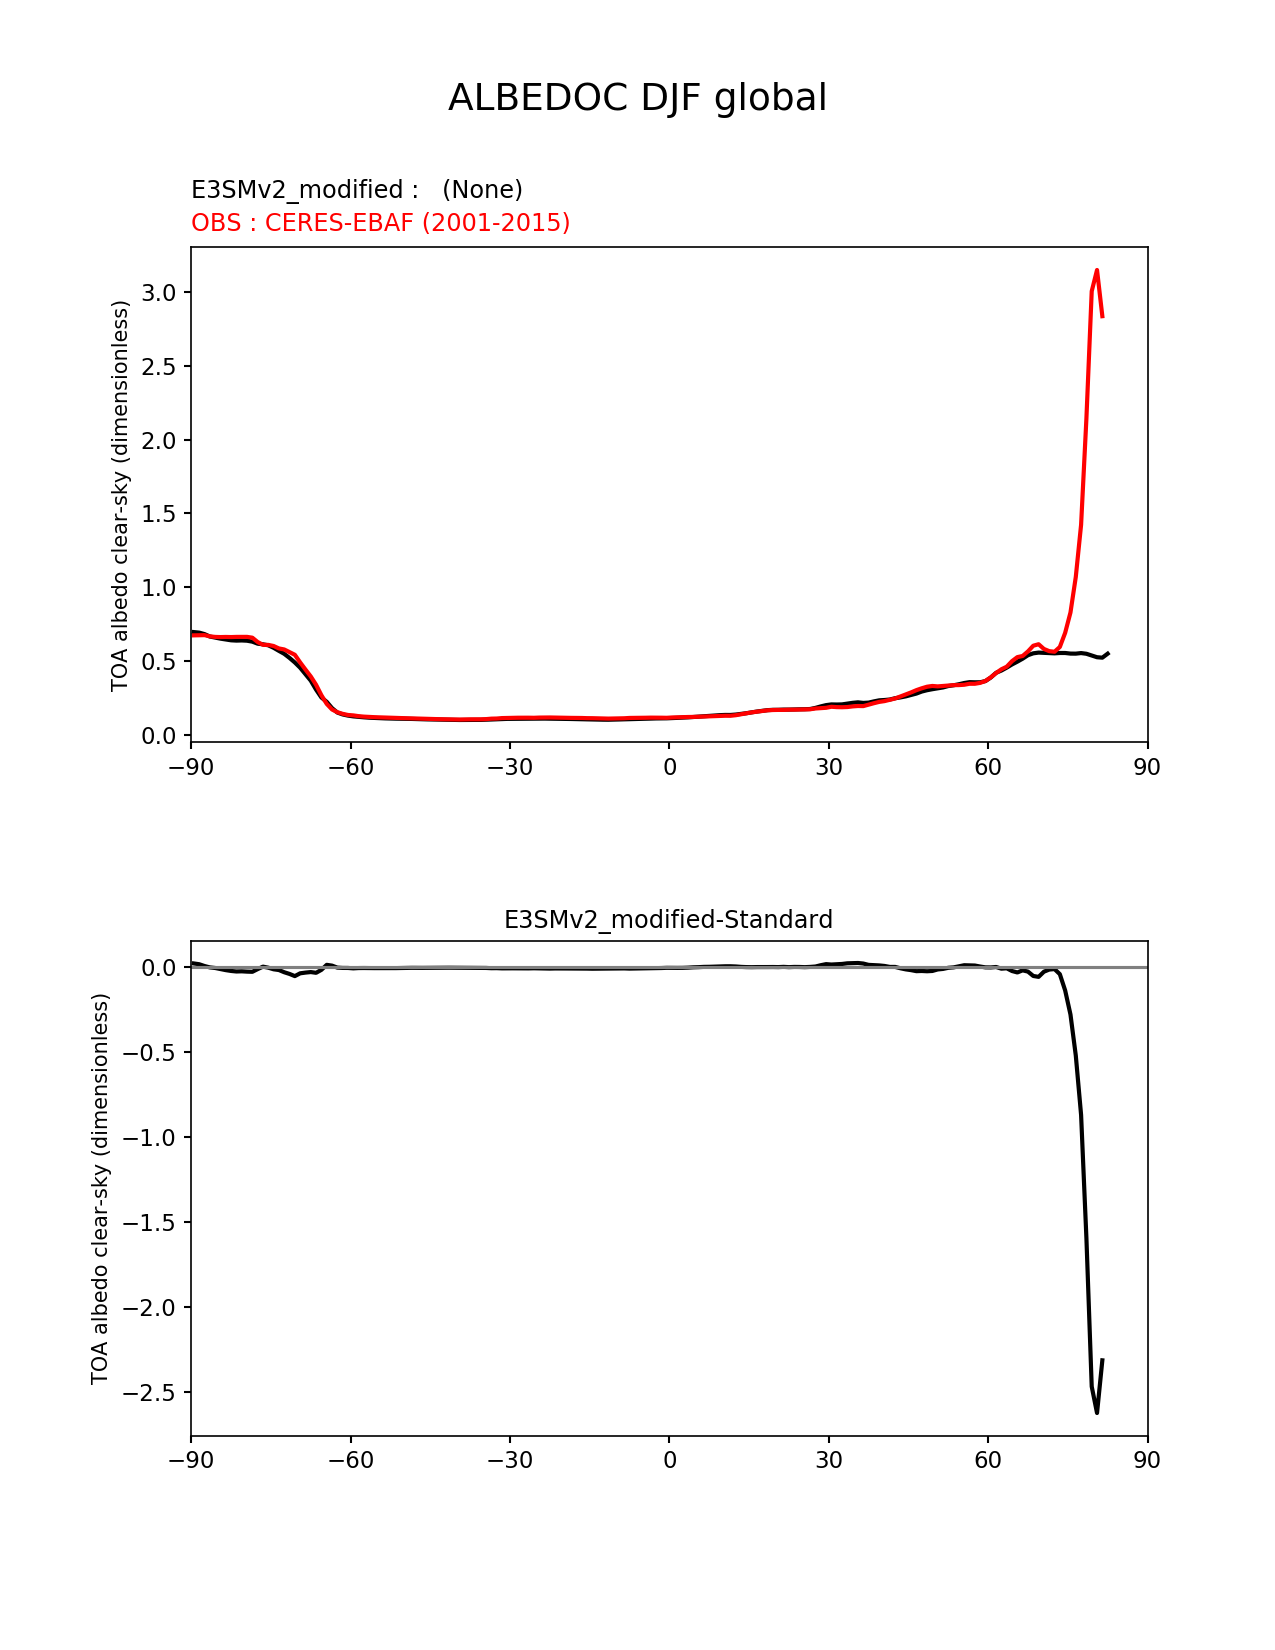 ALBEDOC DJF global
E3SMv2_modified :   (None)
OBS : CERES-EBAF (2001-2015)
TOA albedo clear-sky (dimensionless)
3.0
2.5
2.0
1.5
1.0
0.5
0.0
−90 −60 −30 0 30 60 90
E3SMv2_modified-Standard
TOA albedo clear-sky (dimensionless)
0.0
−0.5
−1.0
−1.5
−2.0
−2.5
−90 −60 −30 0 30 60 90